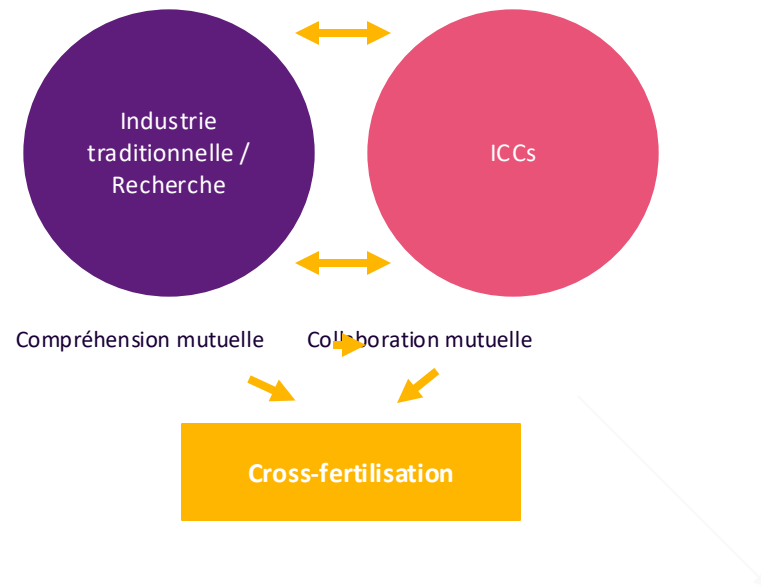 Industrie
traditionnelle /
Recherche
ICCs
Compréhension mutuelle
Collaboration mutuelle
Cross-fertilisation